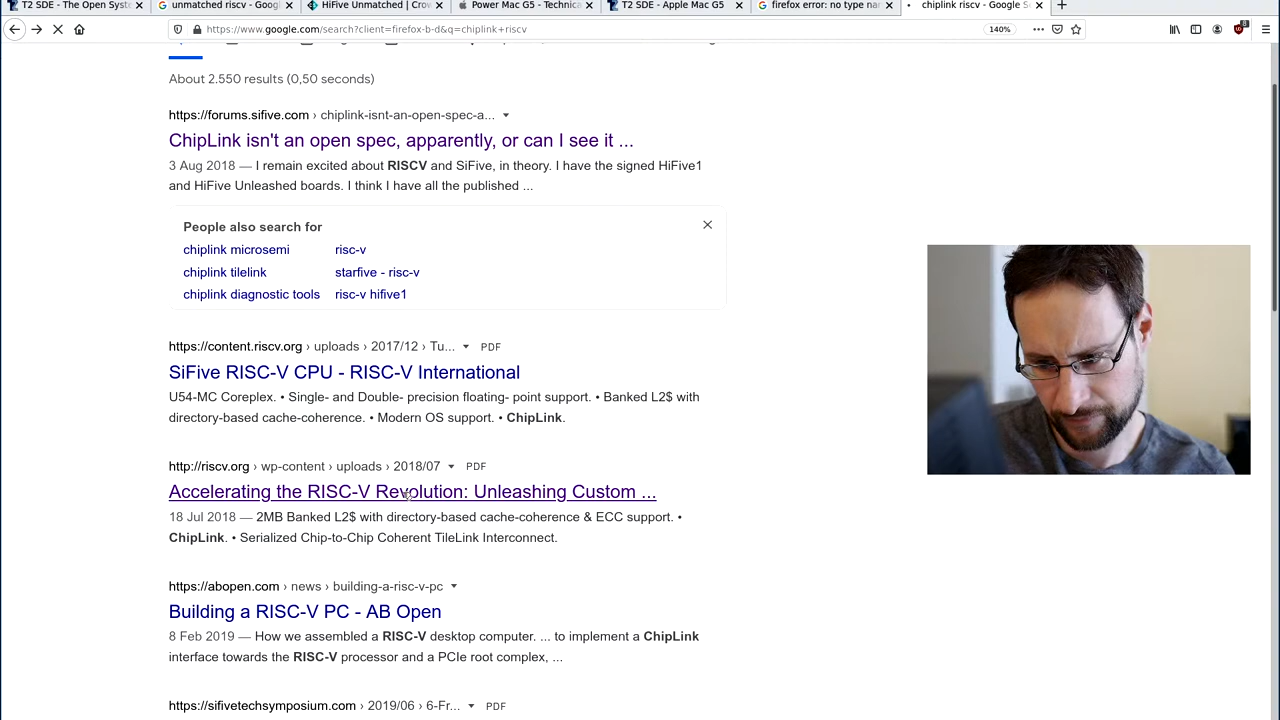 T2 SDE - The Open Syst
unmatched riscv - Googl
HiFive Unmatched | Crow
Power Mac G5 - Technica
T2 SDE - Apple Mac G5
firefox error: no type nam
chiplink riscv - Google Se
https://www.google.com/search?client=firefox-b-d&q=chiplink+riscv
140%
About 2.550 results (0,50 seconds)
https://forums.sifive.com › chiplink-isnt-an-open-spec-a...
ChipLink isn't an open spec, apparently, or can I see it ...
3 Aug 2018 — I remain excited about RISCV and SiFive, in theory. I have the signed HiFive1
and HiFive Unleashed boards. I think I have all the published ...
People also search for
chiplink microsemi
risc-v
chiplink tilelink
starfive - risc-v
chiplink diagnostic tools
risc-v hifive1
https://content.riscv.org › uploads › 2017/12 › Tu... PDF
SiFive RISC-V CPU - RISC-V International
U54-MC Coreplex. • Single- and Double- precision floating- point support. • Banked L2$ with
directory-based cache-coherence. • Modern OS support. • ChipLink.
http://riscv.org › wp-content › uploads › 2018/07 PDF
Accelerating the RISC-V Revolution: Unleashing Custom ...
18 Jul 2018 — 2MB Banked L2$ with directory-based cache-coherence & ECC support. •
ChipLink. • Serialized Chip-to-Chip Coherent TileLink Interconnect.
https://abopen.com › news › building-a-risc-v-pc
Building a RISC-V PC - AB Open
8 Feb 2019 — How we assembled a RISC-V desktop computer. ... to implement a ChipLink
interface towards the RISC-V processor and a PCIe root complex, ...
https://sifivetechsymposium.com › 2019/06 › 6-Fr... PDF